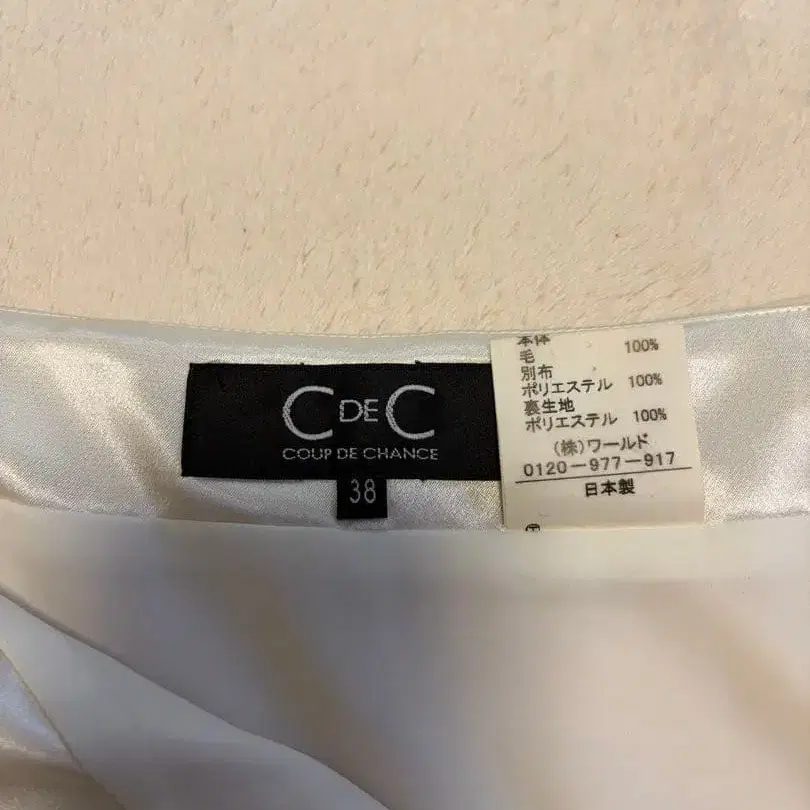 C DE C
COUP DE CHANCE
38
本体
毛 100%
別布
ポリエステル 100%
裏生地
ポリエステル 100%
(株)ワールド
0120-977-917
日本製